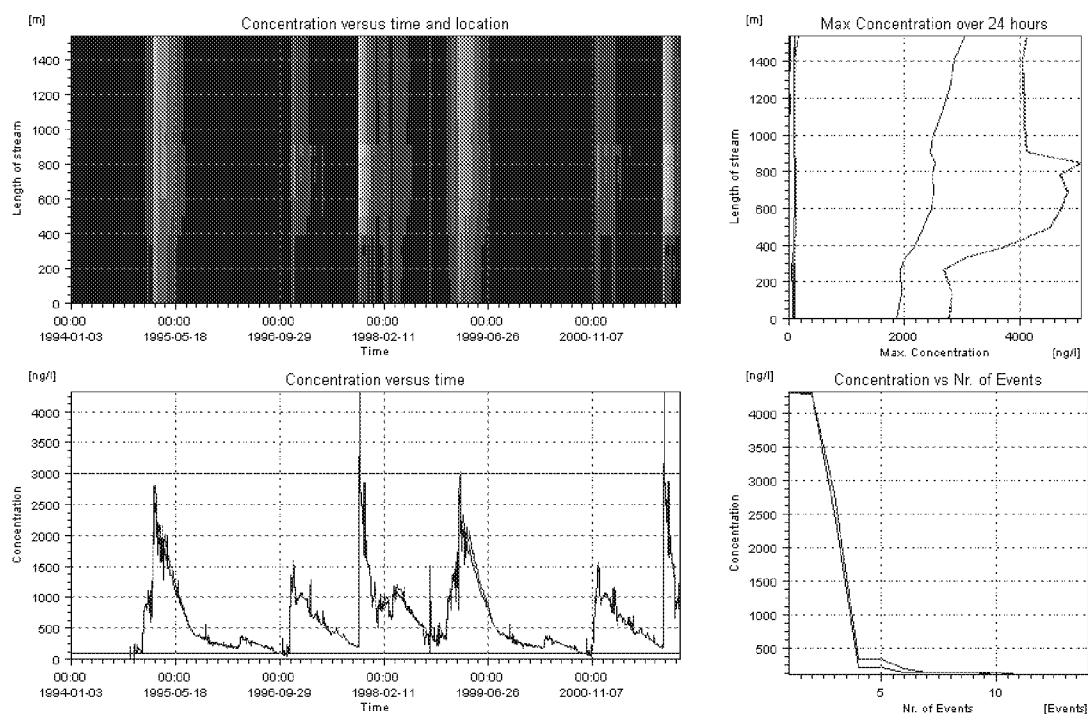 Concentration versus time and location
[m]
1400
1200
1000
800
600
400
200
0
Length of stream
00:00 00:00 00:00 00:00 00:00 00:00
1994-01-03 1995-05-18 1996-09-29 1998-02-11 1999-06-26 2000-11-07
Time
Max Concentration over 24 hours
[m]
1400
1200
1000
800
600
400
200
0
Length of stream
0 2000 4000
Max. Concentration [ng/l]
Concentration versus time
[ng/l]
4000
3500
3000
2500
2000
1500
1000
500
0
Concentration
00:00 00:00 00:00 00:00 00:00 00:00
1994-01-03 1995-05-18 1996-09-29 1998-02-11 1999-06-26 2000-11-07
Time
Concentration vs Nr. of Events
[ng/l]
4000
3500
3000
2500
2000
1500
1000
500
Concentration
5 10
Nr. of Events [Events]